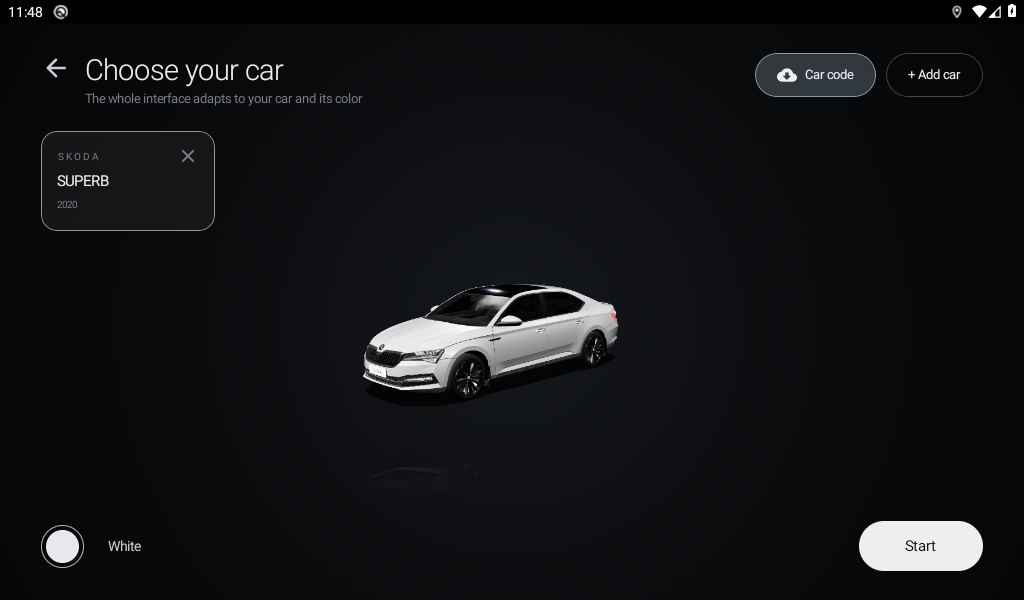 11:48
Choose your car
The whole interface adapts to your car and its color
Car code
+ Add car
SKODA
SUPERB
2020
White
Start